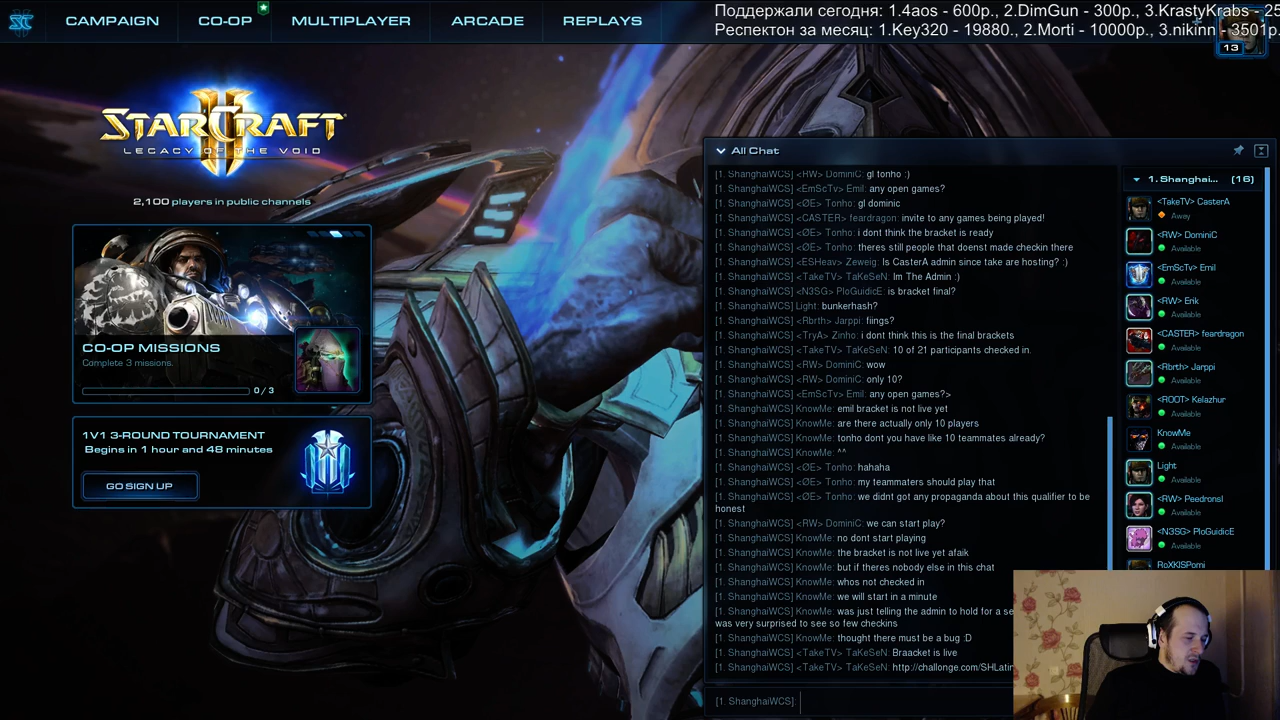 CAMPAIGN CO-OP MULTIPLAYER ARCADE REPLAYS
Поддержали сегодня: 1.4aos - 600р., 2.DimGun - 300р., 3.KrastyKrabs - 25
Респектон за месяц: 1.Key320 - 19880., 2.Morti - 10000р., 3.nikinn - 3501р.
13
STARCRAFT
II
LEGACY OF THE VOID
2,100 players in public channels
CO-OP MISSIONS
Complete 3 missions.
0 / 3
1V1 3-ROUND TOURNAMENT
Begins in 1 hour and 48 minutes
GO SIGN UP
All Chat
[1. ShanghaiWCS] <RW> DominiC: gl tonho :)
[1. ShanghaiWCS] <EmScTv> Emil: any open games?
[1. ShanghaiWCS] <ØE> Tonho: gl dominic
[1. ShanghaiWCS] <CASTER> feardragon: invite to any games being played!
[1. ShanghaiWCS] <ØE> Tonho: i dont think the bracket is ready
[1. ShanghaiWCS] <ØE> Tonho: theres still people that doenst made checkin there
[1. ShanghaiWCS] <ESHeav> Zeweig: Is CasterA admin since take are hosting? :)
[1. ShanghaiWCS] <TakeTV> TaKeSeN: Im The Admin :)
[1. ShanghaiWCS] <N3SG> PloGuidicE: is bracket final?
[1. ShanghaiWCS] Light: bunkerhash?
[1. ShanghaiWCS] <Rbrth> Jarppi: fiings?
[1. ShanghaiWCS] <TryA> Zinho: i dont think this is the final brackets
[1. ShanghaiWCS] <TakeTV> TaKeSeN: 10 of 21 participants checked in.
[1. ShanghaiWCS] <RW> DominiC: wow
[1. ShanghaiWCS] <RW> DominiC: only 10?
[1. ShanghaiWCS] <EmScTv> Emil: any open games?>
[1. ShanghaiWCS] KnowMe: emil bracket is not live yet
[1. ShanghaiWCS] KnowMe: are there actually only 10 players
[1. ShanghaiWCS] KnowMe: tonho dont you have like 10 teammates already?
[1. ShanghaiWCS] KnowMe: ^^
[1. ShanghaiWCS] <ØE> Tonho: hahaha
[1. ShanghaiWCS] <ØE> Tonho: my teammaters should play that
[1. ShanghaiWCS] <ØE> Tonho: we didnt got any propaganda about this qualifier to be
honest
[1. ShanghaiWCS] <RW> DominiC: we can start play?
[1. ShanghaiWCS] KnowMe: no dont start playing
[1. ShanghaiWCS] KnowMe: the bracket is not live yet afaik
[1. ShanghaiWCS] KnowMe: but if theres nobody else in this chat
[1. ShanghaiWCS] KnowMe: whos not checked in
[1. ShanghaiWCS] KnowMe: we will start in a minute
[1. ShanghaiWCS] KnowMe: was just telling the admin to hold for a se
was very surprised to see so few checkins
[1. ShanghaiWCS] KnowMe: thought there must be a bug :D
[1. ShanghaiWCS] <TakeTV> TaKeSeN: Braacket is live
[1. ShanghaiWCS] <TakeTV> TaKeSeN: http://challonge.com/SHLatin
[1. ShanghaiWCS]:
1. Shanghai... (16)
<TakeTV> CasterA
Away
<RW> DominiC
Available
<EmScTv> Emil
Available
<RW> Erik
Available
<CASTER> feardragon
Available
<Rbrth> Jarppi
Available
<ROOT> Kelazhur
Available
KnowMe
Available
Light
Available
<RW> Peedronsl
Available
<N3SG> PloGuidicE
Available
RoXKISPomi